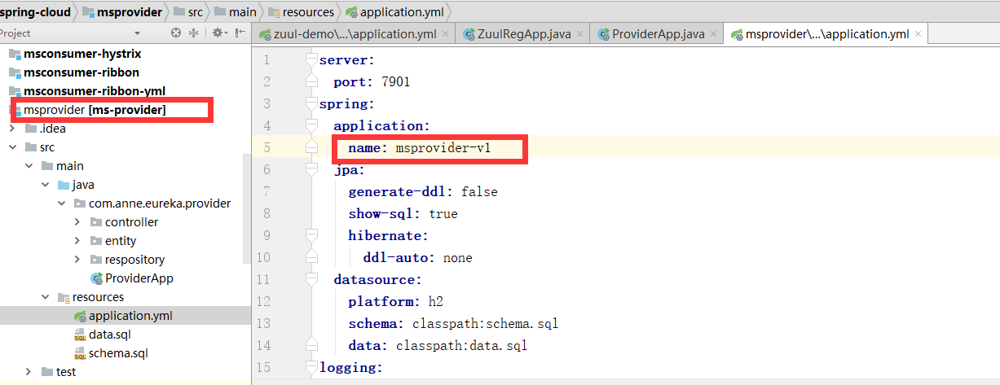 spring-cloud msprovider src main resources application.yml
Project
zuul-demo\...\application.yml ZuulRegApp.java ProviderApp.java msprovider\...\application.yml
msconsumer-hystrix
msconsumer-ribbon
msconsumer-ribbon-yml
msprovider [ms-provider]
.idea
src
main
java
com.anne.eureka.provider
controller
entity
respository
ProviderApp
resources
application.yml
data.sql
schema.sql
test
1 server:
2 port: 7901
3 spring:
4 application:
5 name: msprovider-v1
6 jpa:
7 generate-ddl: false
8 show-sql: true
9 hibernate:
10 ddl-auto: none
11 datasource:
12 platform: h2
13 schema: classpath:schema.sql
14 data: classpath:data.sql
15 logging: